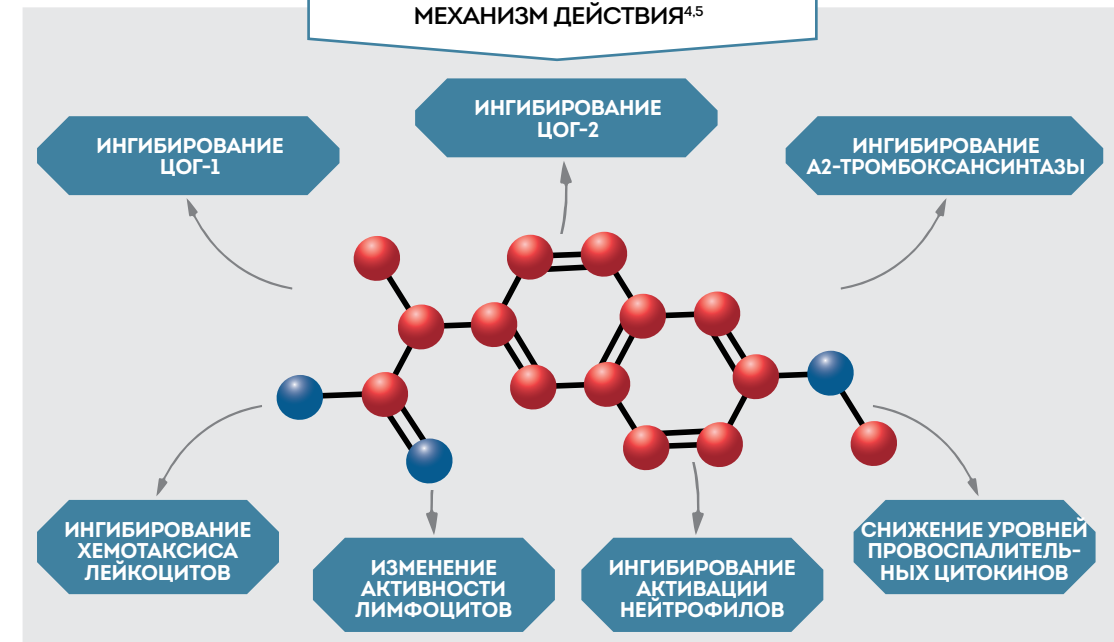 МЕХАНИЗМ ДЕЙСТВИЯ4,5
ИНГИБИРОВАНИЕ
ЦОГ-1
ИНГИБИРОВАНИЕ
ЦОГ-2
ИНГИБИРОВАНИЕ
А2-ТРОМБОКСАНСИНТАЗЫ
ИНГИБИРОВАНИЕ
ХЕМОТАКСИСА
ЛЕЙКОЦИТОВ
ИЗМЕНЕНИЕ
АКТИВНОСТИ
ЛИМФОЦИТОВ
ИНГИБИРОВАНИЕ
АКТИВАЦИИ
НЕЙТРОФИЛОВ
СНИЖЕНИЕ УРОВНЕЙ
ПРОВОСПАЛИТЕЛЬ-
НЫХ ЦИТОКИНОВ